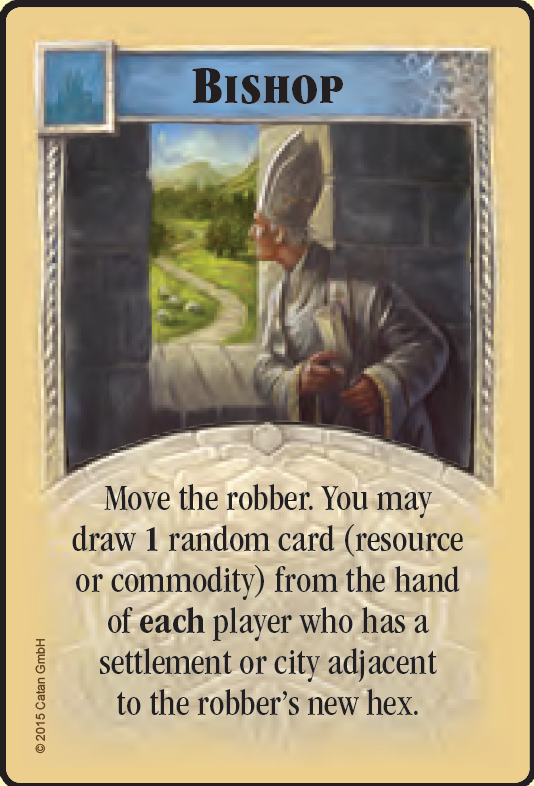 BISHOP
Move the robber. You may
draw 1 random card (resource
or commodity) from the hand
of each player who has a
settlement or city adjacent
to the robber's new hex.
© 2015 Catan GmbH